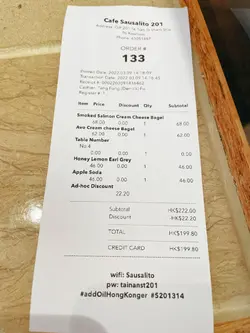 Cafe Sausalito 201
ORDER #
133
Item Price Discount Qty Subtotal
Smoked Salmon Cream Cheese Bagel
68.00 0.00 1 68.00
Avo Cream cheese Bagel
62.00 0.00 1 62.00
Table Number
No.4
0.00 0.00 1 0.00
Honey Lemon Earl Grey
46.00 0.00 1 46.00
Apple Soda
46.00 0.00 1 46.00
Ad-hoc Discount
22.20
Subtotal HK$222.00
Discount HK$22.20
TOTAL HK$199.80
CREDIT CARD HK$199.80
wifi: Sausalito
pw: tainanst201
#addOilHongKonger #5201314